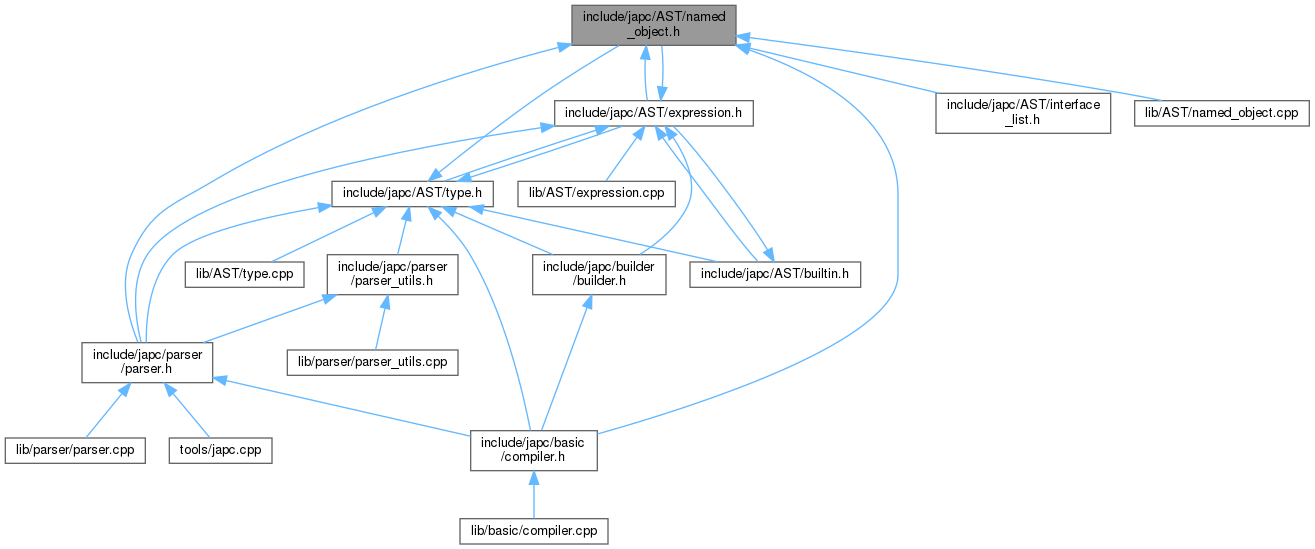 include/japc/AST/named
_object.h
include/japc/AST/expression.h
include/japc/AST/interface
_list.h
lib/AST/named_object.cpp
include/japc/AST/type.h
lib/AST/expression.cpp
lib/AST/type.cpp
include/japc/parser
/parser_utils.h
include/japc/builder
/builder.h
include/japc/AST/builtin.h
include/japc/parser
/parser.h
lib/parser/parser_utils.cpp
lib/parser/parser.cpp
tools/japc.cpp
include/japc/basic
/compiler.h
lib/basic/compiler.cpp